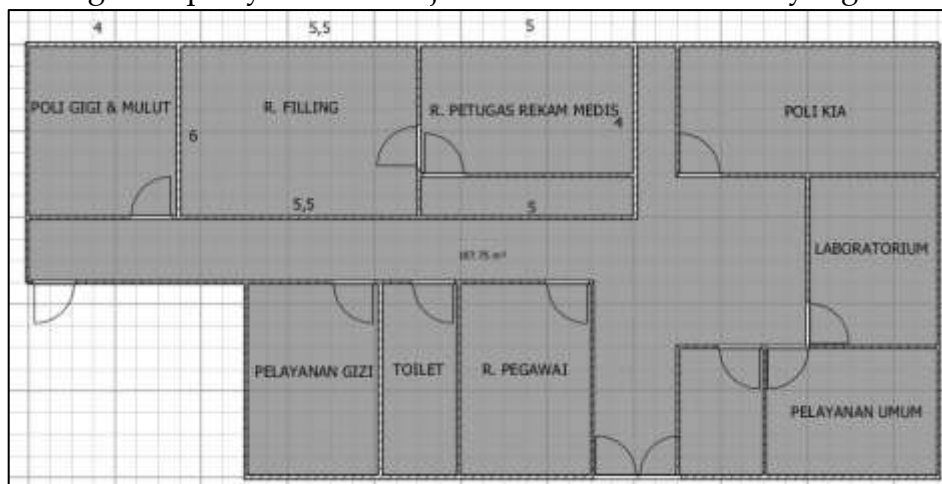 4 5,5 5
POLI GIGI & MULUT R. FILLING R. PETUGAS REKAM MEDIS POLI KIA
6 4
5,5 5
LABORATORIUM
PELAYANAN GIZI TOILET R. PEGAWAI
PELAYANAN UMUM